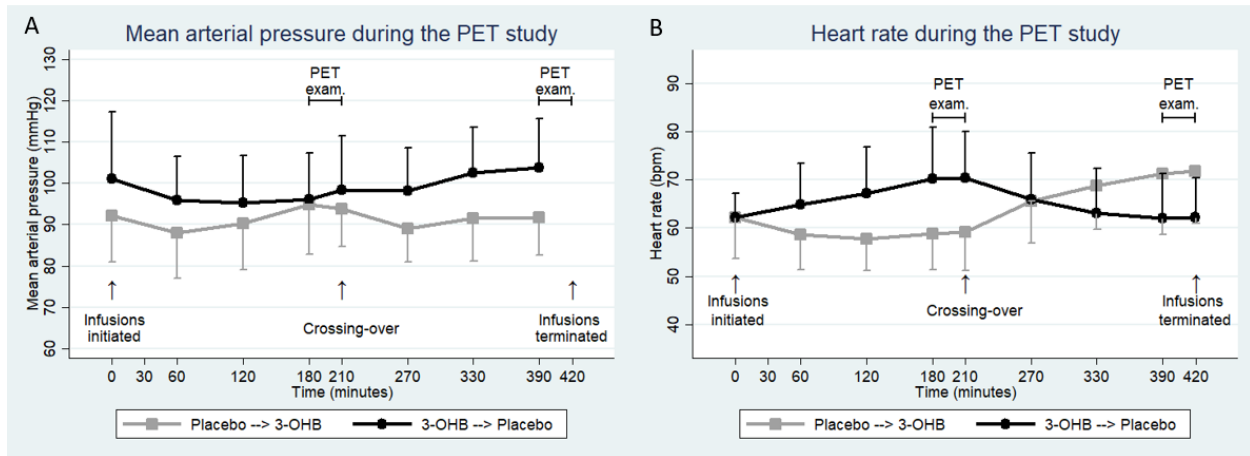 A
Mean arterial pressure during the PET study
Mean arterial pressure (mmHg)
130
120
110
100
90
80
70
60
PET
exam.
PET
exam.
↑
↑
↑
Infusions
initiated
Crossing-over
Infusions
terminated
0 30 60 120 180 210 270 330 390 420
Time (minutes)
Placebo --> 3-OHB 3-OHB --> Placebo
B
Heart rate during the PET study
Heart rate (bpm)
90
80
70
60
50
40
PET
exam.
PET
exam.
↑
↑
↑
Infusions
initiated
Crossing-over
Infusions
terminated
0 30 60 120 180 210 270 330 390 420
Time (minutes)
Placebo --> 3-OHB 3-OHB --> Placebo